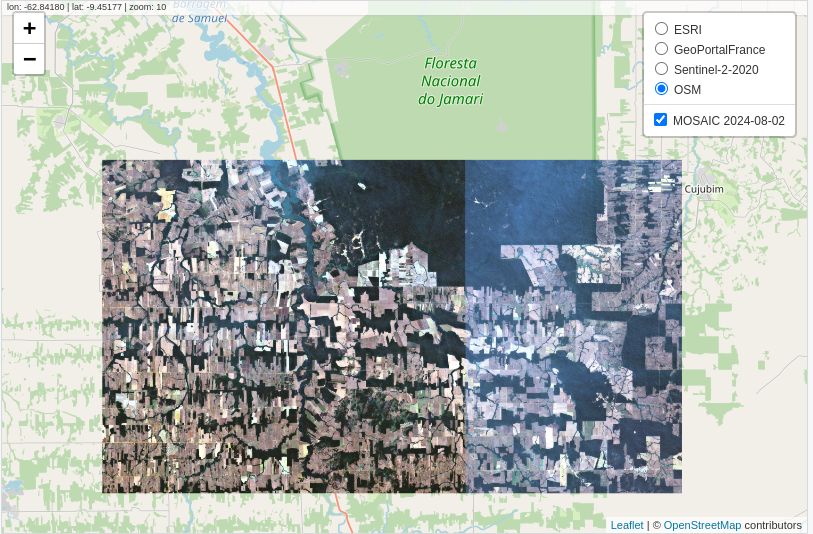 lon: -62.84180 | lat: -9.45177 | zoom: 10
Barragem
de Samuel
+
−
Floresta
Nacional
do Jamari
ESRI
GeoPortalFrance
Sentinel-2-2020
OSM
MOSAIC 2024-08-02
Cujubim
Leaflet | © OpenStreetMap contributors